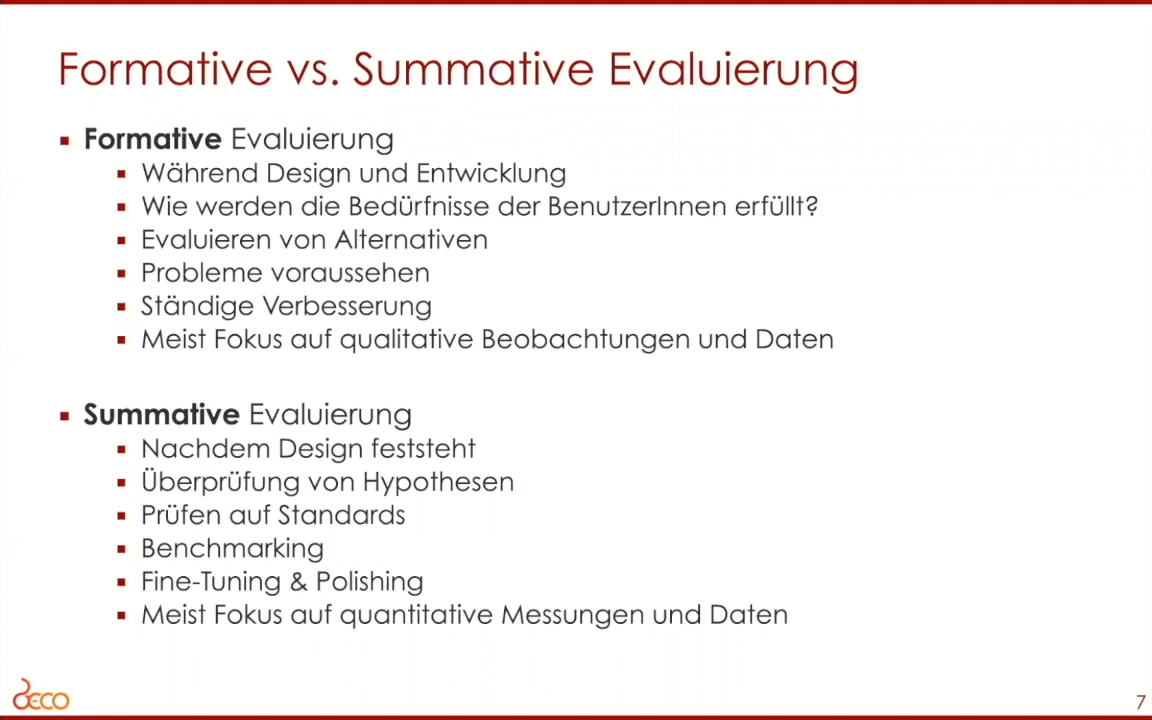 Formative vs. Summative Evaluierung
Formative Evaluierung
Während Design und Entwicklung
Wie werden die Bedürfnisse der BenutzerInnen erfüllt?
Evaluieren von Alternativen
Probleme voraussehen
Ständige Verbesserung
Meist Fokus auf qualitative Beobachtungen und Daten
Summative Evaluierung
Nachdem Design feststeht
Überprüfung von Hypothesen
Prüfen auf Standards
Benchmarking
Fine-Tuning & Polishing
Meist Fokus auf quantitative Messungen und Daten
DECO
7